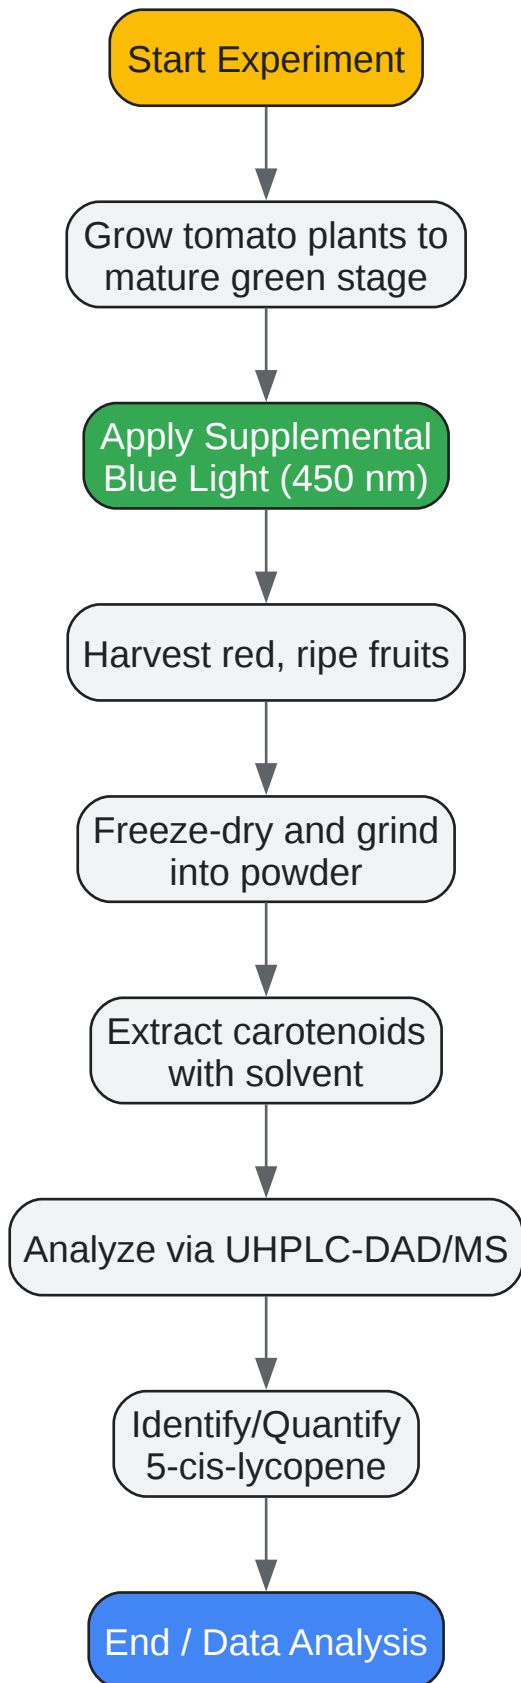 Start Experiment
Grow tomato plants to
mature green stage
Apply Supplemental
Blue Light (450 nm)
Harvest red, ripe fruits
Freeze-dry and grind
into powder
Extract carotenoids
with solvent
Analyze via UHPLC-DAD/MS
Identify/Quantify
5-cis-lycopene
End / Data Analysis